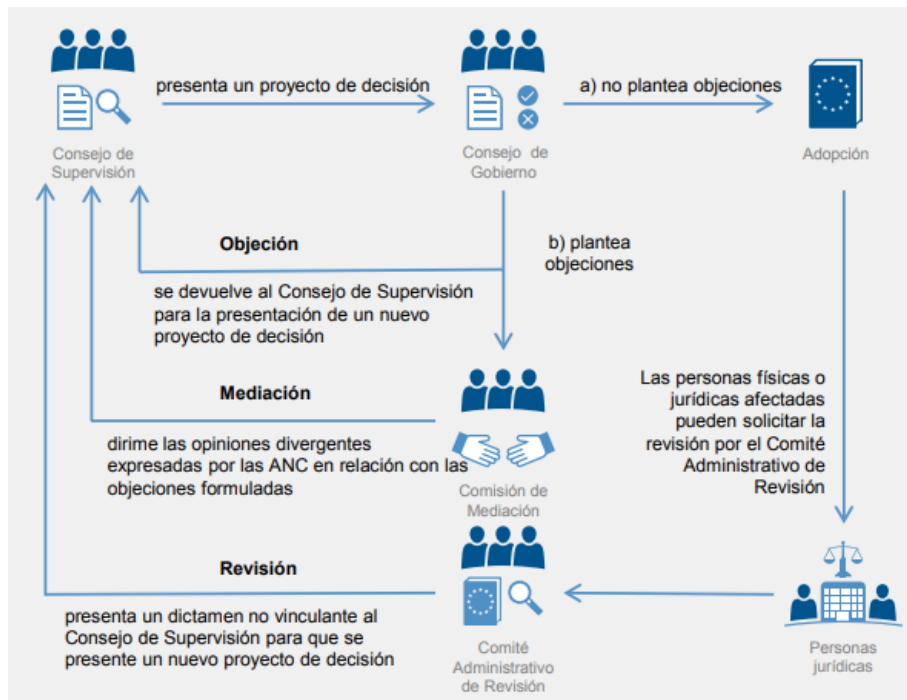 presenta un proyecto de decisión
a) no plantea objeciones
Consejo de
Supervisión
Consejo de
Gobierno
Adopción
Objeción
b) plantea
objeciones
se devuelve al Consejo de Supervisión
para la presentación de un nuevo
proyecto de decisión
Mediación
dirime las opiniones divergentes
expresadas por las ANC en relación con las
objeciones formuladas
Comisión de
Mediación
Las personas físicas o
jurídicas afectadas
pueden solicitar la
revisión por el Comité
Administrativo de
Revisión
Revisión
presenta un dictamen no vinculante al
Consejo de Supervisión para que se
presente un nuevo proyecto de decisión
Comité
Administrativo
de Revisión
Personas
jurídicas